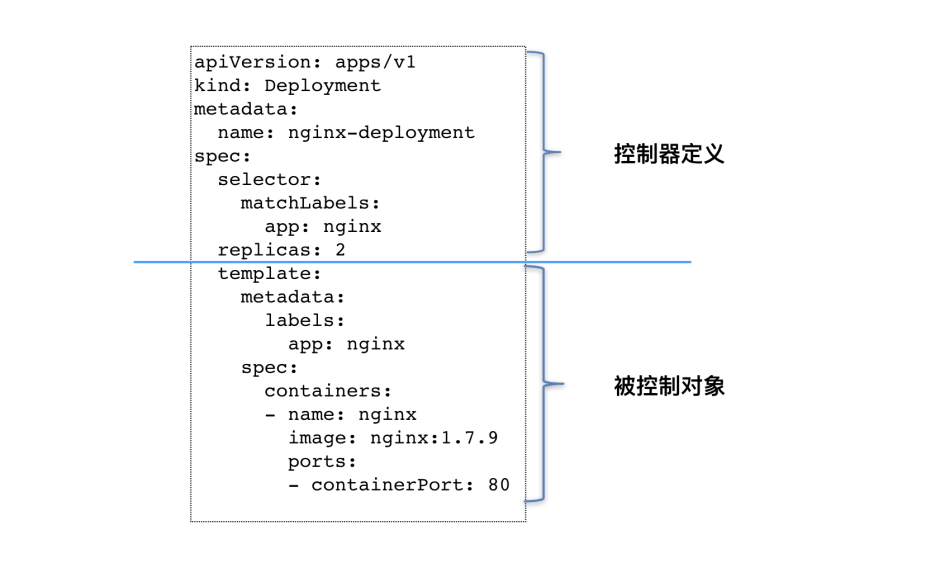 apiVersion: apps/v1
kind: Deployment
metadata:
  name: nginx-deployment
spec:
  selector:
    matchLabels:
      app: nginx
  replicas: 2
控制器定义
  template:
    metadata:
      labels:
        app: nginx
    spec:
      containers:
      - name: nginx
        image: nginx:1.7.9
        ports:
        - containerPort: 80
被控制对象